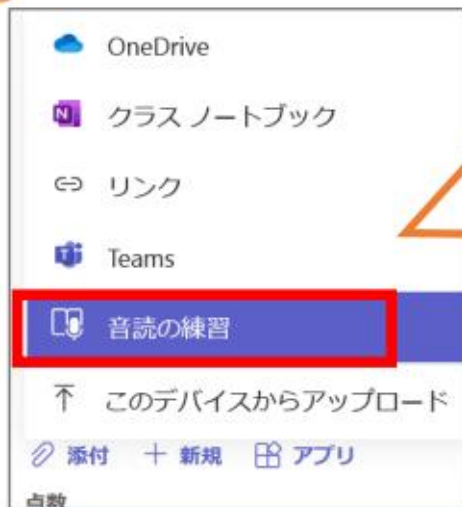 OneDrive
クラス ノートブック
リンク
Teams
音読の練習
このデバイスからアップロード
添付 新規 アプリ
点数